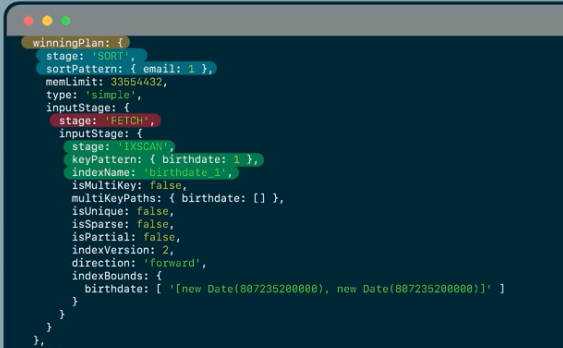 winningPlan: {
stage: 'SORT',
sortPattern: { email: 1 },
memLimit: 33554432,
type: 'simple',
inputStage: {
stage: 'FETCH',
inputStage: {
stage: 'IXSCAN',
keyPattern: { birthdate: 1 },
indexName: 'birthdate_1',
isMultiKey: false,
multiKeyPaths: { birthdate: [] },
isUnique: false,
isSparse: false,
isPartial: false,
indexVersion: 2,
direction: 'forward',
indexBounds: {
birthdate: [ '[new Date(807235200000), new Date(807235200000)]' ]
}
}
}
},